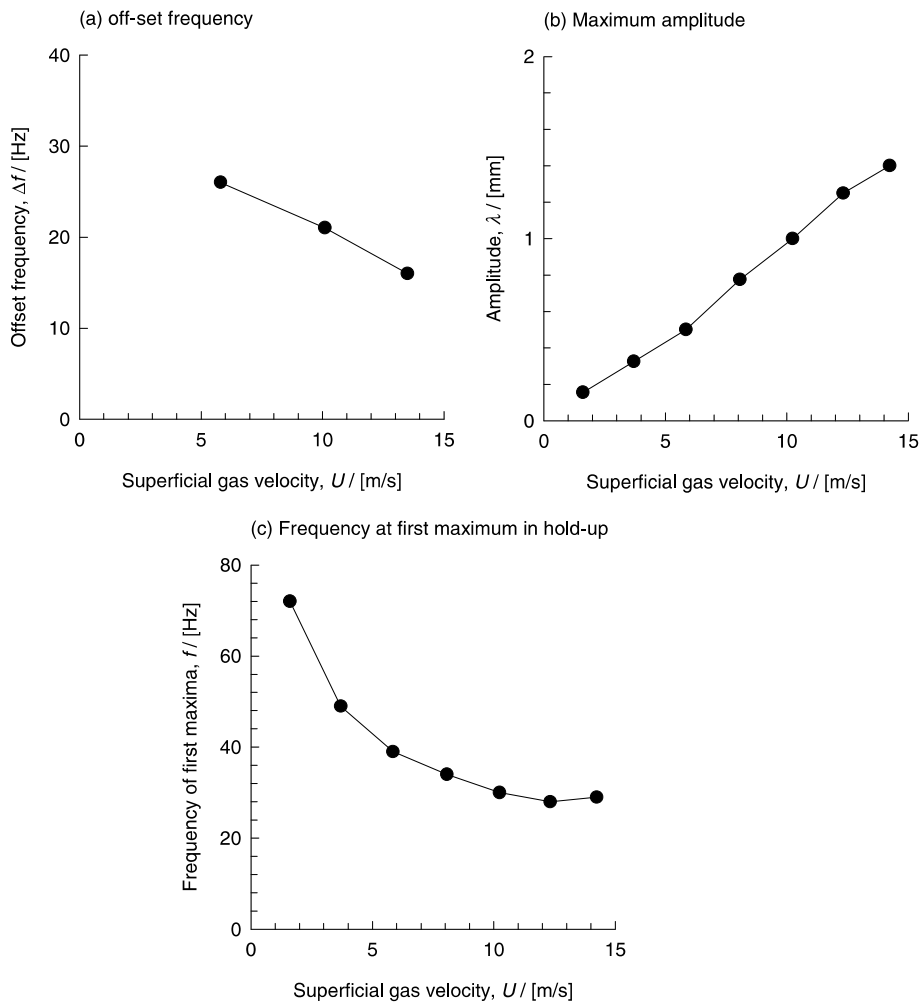 (a) off-set frequency
40
30
20
10
0
0 5 10 15
Offset frequency, Δf / [Hz]
Superficial gas velocity, U / [m/s]
(b) Maximum amplitude
2
1
0
0 5 10 15
Amplitude, λ / [mm]
Superficial gas velocity, U / [m/s]
(c) Frequency at first maximum in hold-up
80
60
40
20
0
0 5 10 15
Frequency of first maxima, f / [Hz]
Superficial gas velocity, U / [m/s]